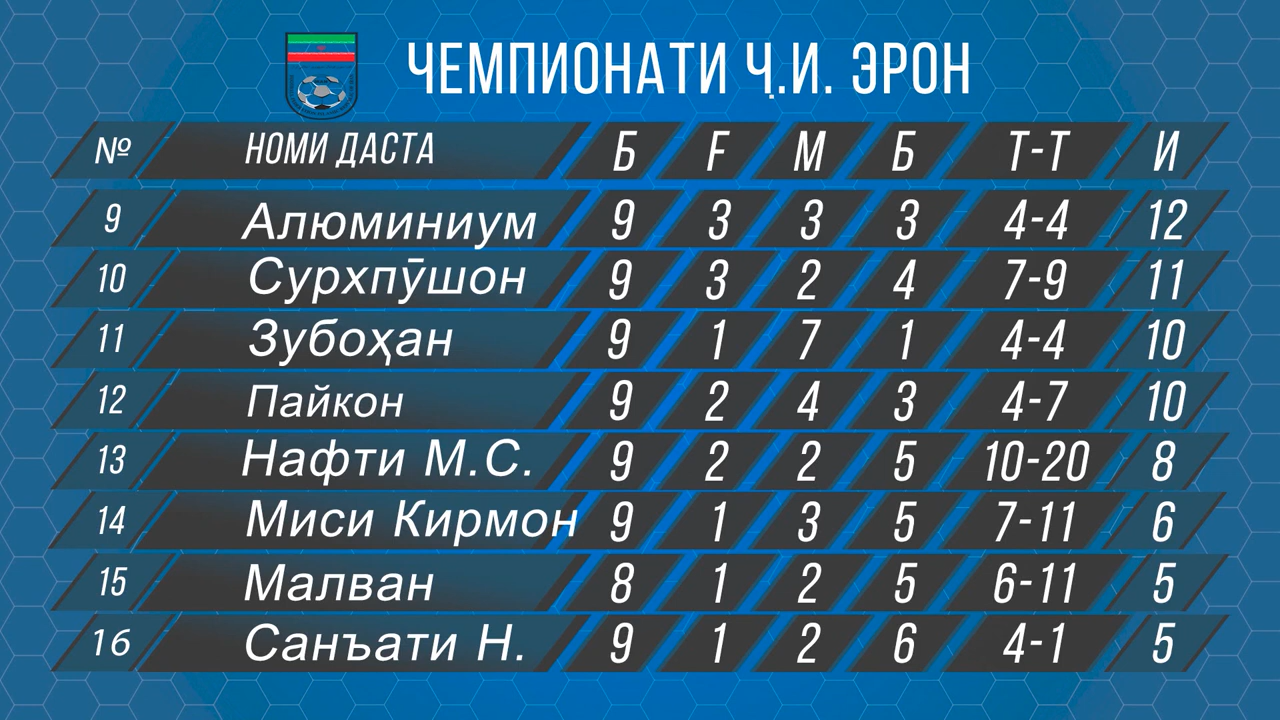 ЧЕМПИОНАТИ Ҷ.И. ЭРОН
№ НОМИ ДАСТА Б Ғ М Б Т-Т И
9 Алюминиум 9 3 3 3 4-4 12
10 Сурхпӯшон 9 3 2 4 7-9 11
11 Зубоҳан 9 1 7 1 4-4 10
12 Пайкон 9 2 4 3 4-7 10
13 Нафти М.С. 9 2 2 5 10-20 8
14 Миси Кирмон 9 1 3 5 7-11 6
15 Малван 8 1 2 5 6-11 5
16 Санъати Н. 9 1 2 6 4-1 5